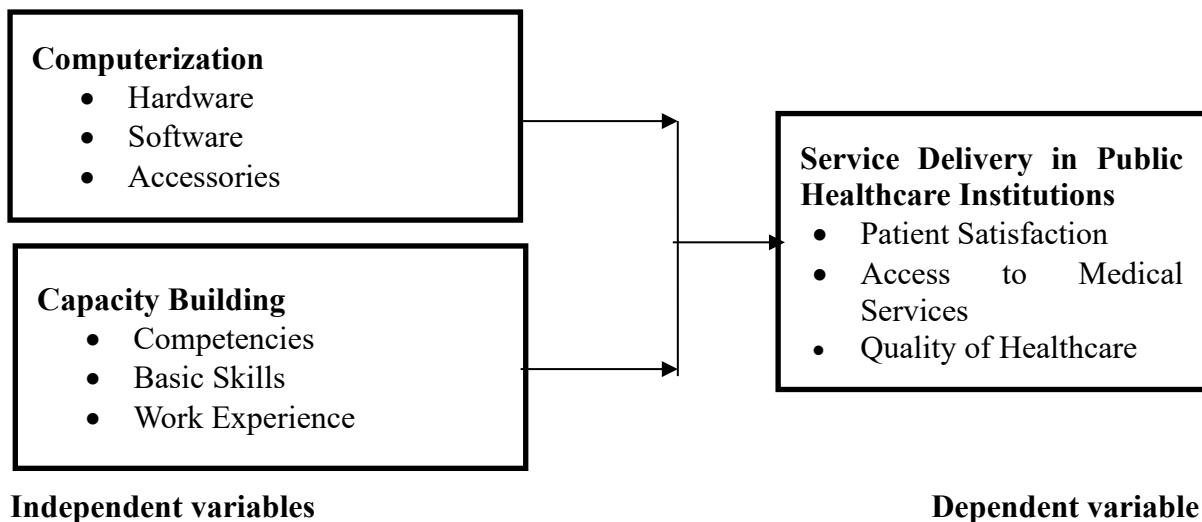 Computerization
• Hardware
• Software
• Accessories
Capacity Building
• Competencies
• Basic Skills
• Work Experience
Service Delivery in Public
Healthcare Institutions
• Patient Satisfaction
• Access to Medical
Services
• Quality of Healthcare
Independent variables
Dependent variable